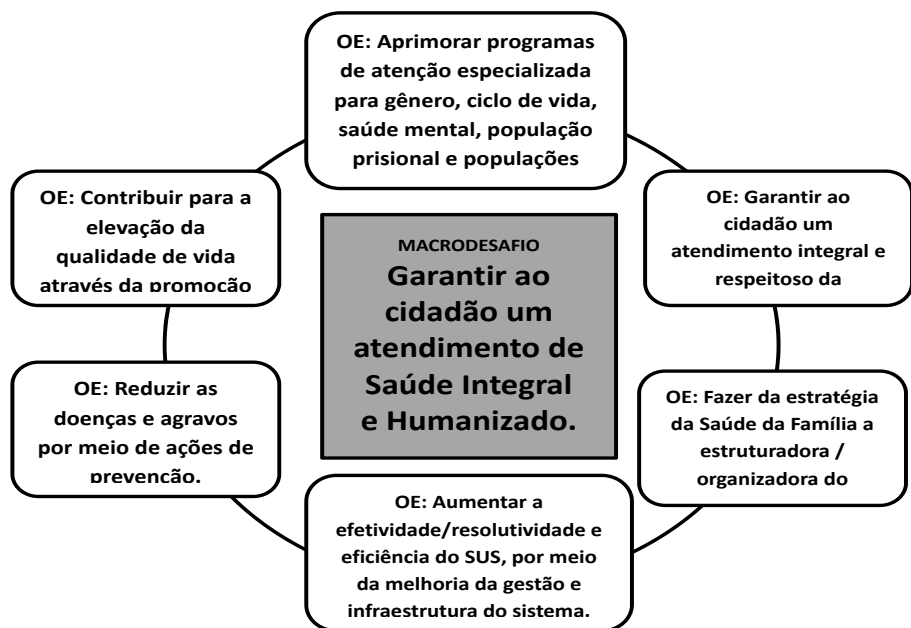 OE: Aprimorar programas
de atenção especializada
para gênero, ciclo de vida,
saúde mental, população
prisional e populações
OE: Contribuir para a
elevação da
qualidade de vida
através da promoção
OE: Garantir ao
cidadão um
atendimento integral e
respeitoso da
MACRODESAFIO
Garantir ao
cidadão um
atendimento de
Saúde Integral
e Humanizado.
OE: Reduzir as
doenças e agravos
por meio de ações de
prevenção.
OE: Fazer da estratégia
da Saúde da Família a
estruturadora /
organizadora do
OE: Aumentar a
efetividade/resolutividade e
eficiência do SUS, por meio
da melhoria da gestão e
infraestrutura do sistema.